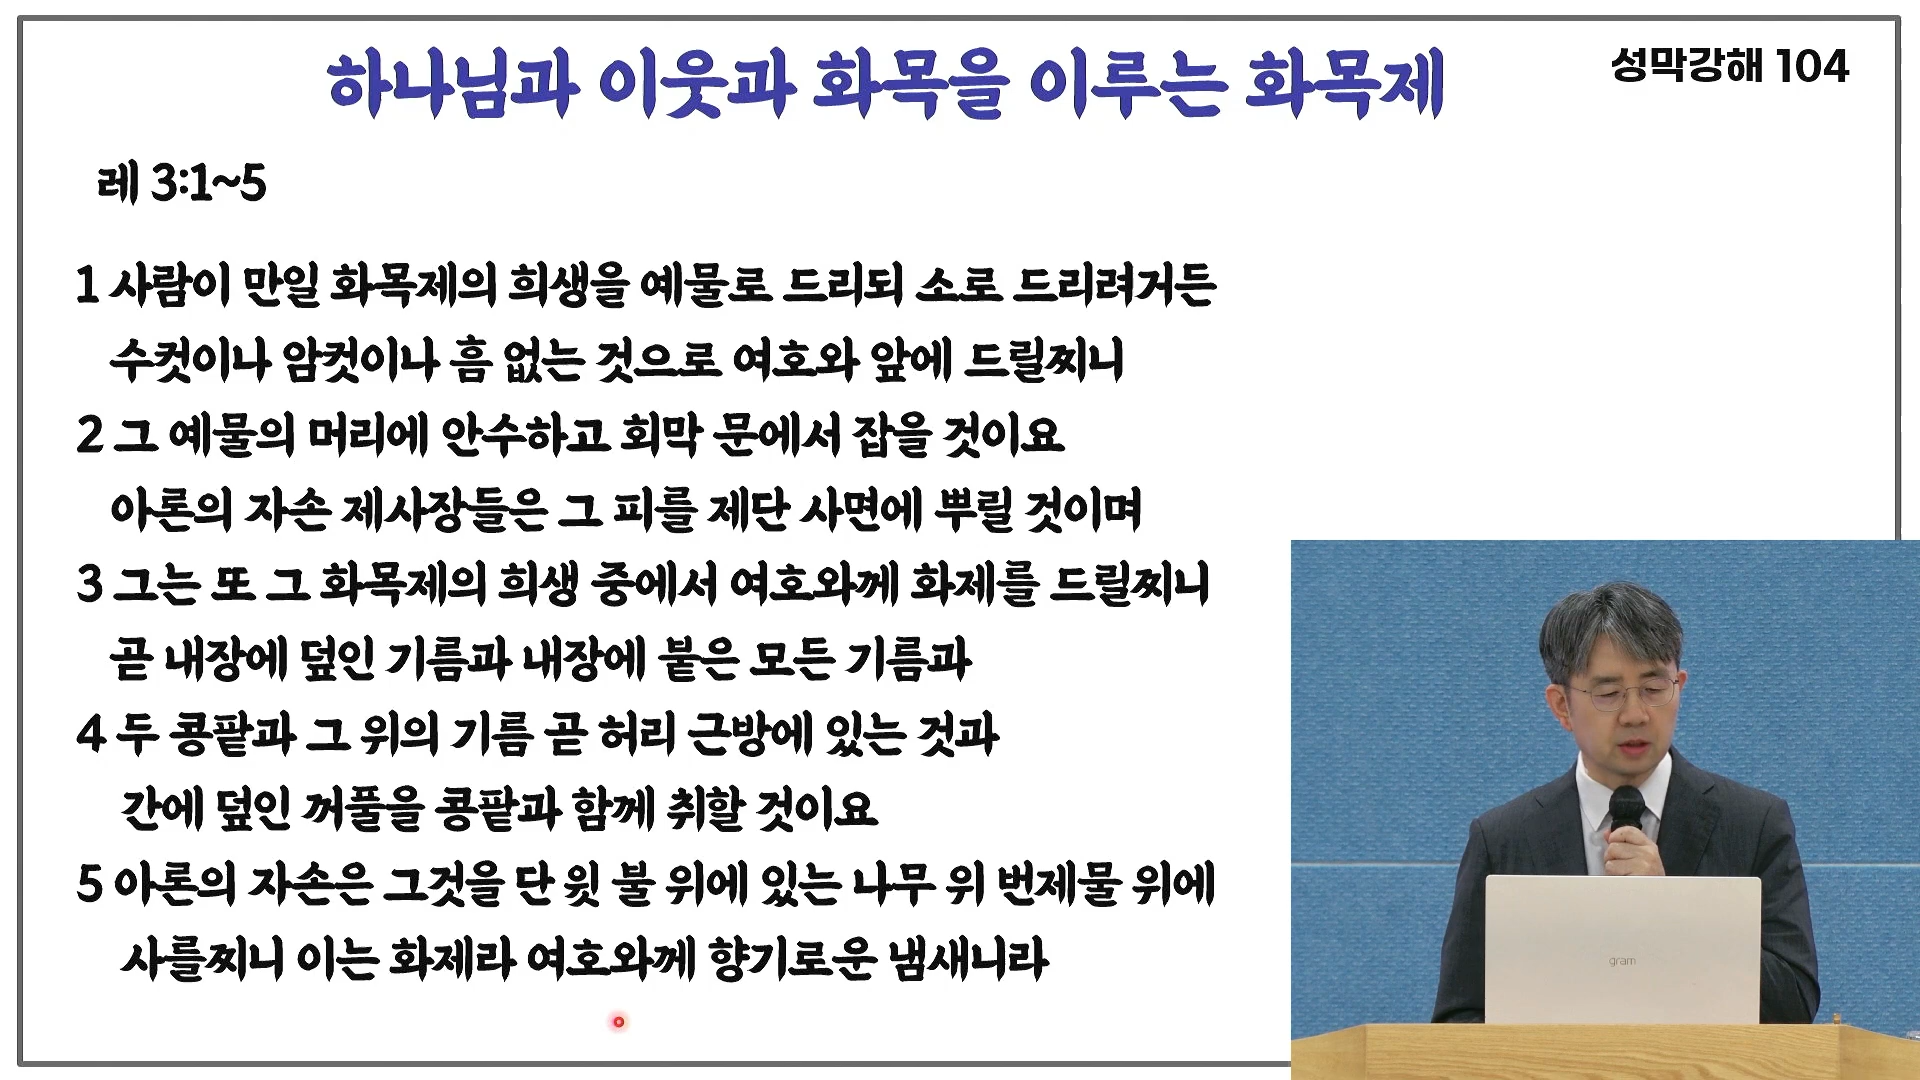 하나님과 이웃과 화목을 이루는 화목제
성막강해 104
레 3:1~5
1 사람이 만일 화목제의 희생을 예물로 드리되 소로 드리려거든
수컷이나 암컷이나 흠 없는 것으로 여호와 앞에 드릴찌니
2 그 예물의 머리에 안수하고 회막 문에서 잡을 것이요
아론의 자손 제사장들은 그 피를 제단 사면에 뿌릴 것이며
3 그는 또 그 화목제의 희생 중에서 여호와께 화제를 드릴찌니
곧 내장에 덮인 기름과 내장에 붙은 모든 기름과
4 두 콩팥과 그 위의 기름 곧 허리 근방에 있는 것과
간에 덮인 꺼풀을 콩팥과 함께 취할 것이요
5 아론의 자손은 그것을 단 윗 불 위에 있는 나무 위 번제물 위에
사를찌니 이는 화제라 여호와께 향기로운 냄새니라
gram